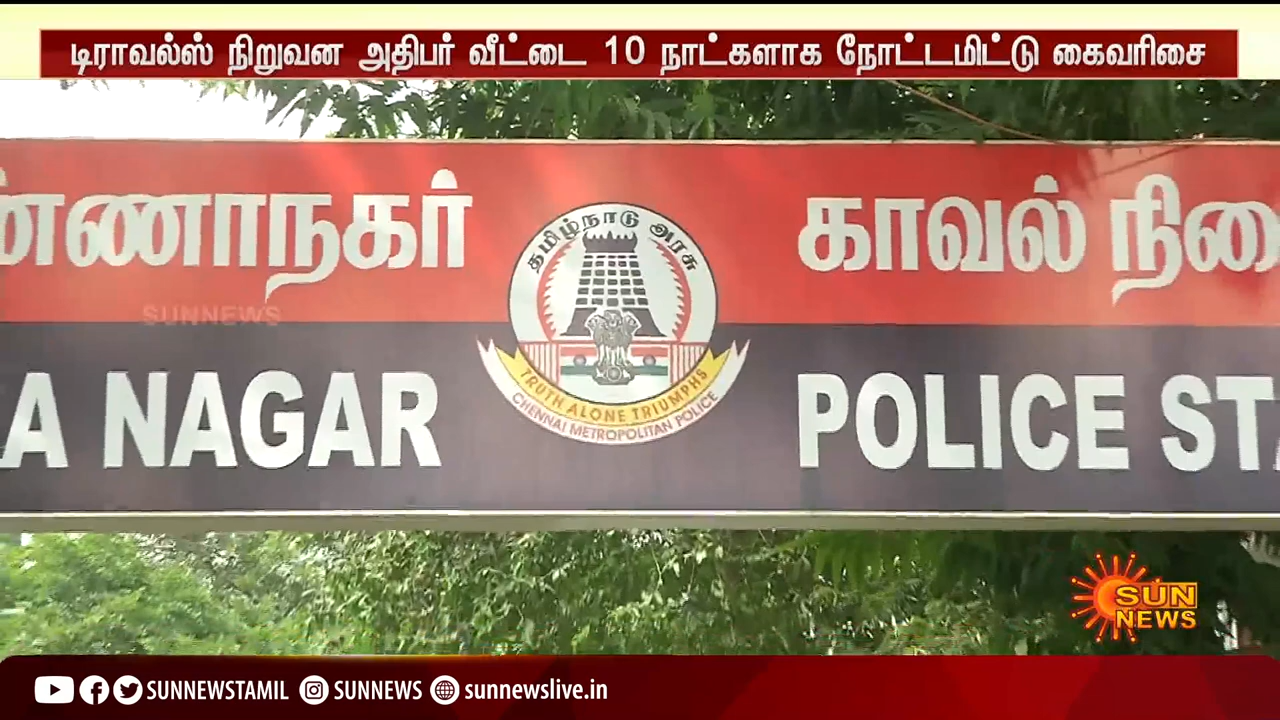 டிராவல்ஸ் நிறுவன அதிபர் வீட்டை 10 நாட்களாக நோட்டமிட்டு கைவரிசை
ண்ணாநகர்
காவல் நிலை
தமிழ்நாடு அரசு
SUNNEWS
A NAGAR
POLICE STA
TRUTH ALONE TRIUMPHS
CHENNAI METROPOLITAN POLICE
SUN
NEWS
SUNNEWSTAMIL SUNNEWS sunnewslive.in